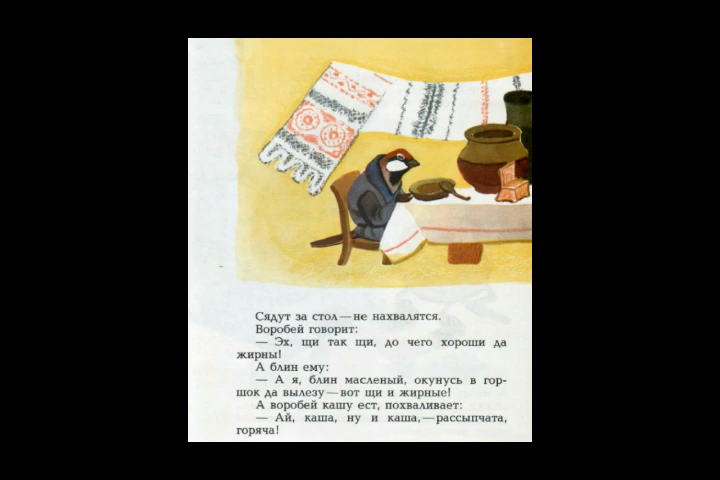 Сядут за стол—не нахвалятся.
Воробей говорит:
— Эх, щи так щи, до чего хороши да
жирны!
А блин ему:
— А я, блин масленый, окунусь в гор-
шок да вылезу—вот щи и жирные!
А воробей кашу ест, похваливает:
— Ай, каша, ну и каша,—рассыпчата,
горяча!